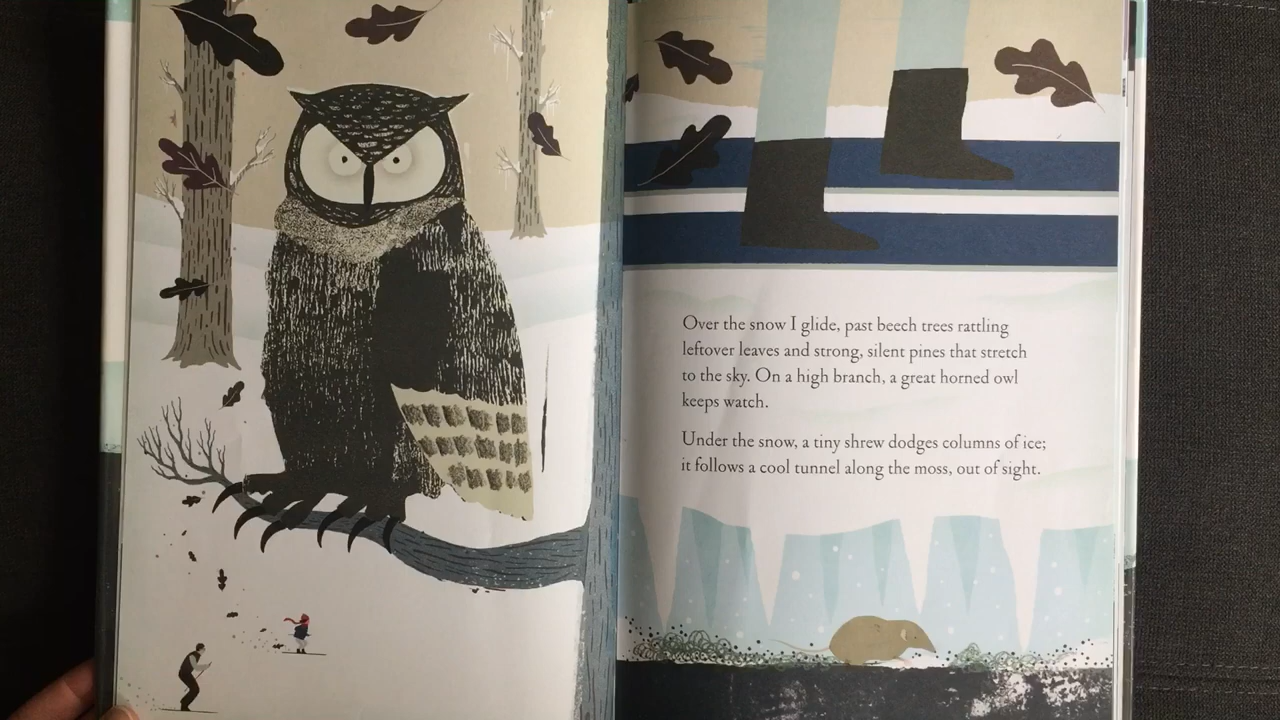 Over the snow I glide, past beech trees rattling
leftover leaves and strong, silent pines that stretch
to the sky. On a high branch, a great horned owl
keeps watch.
Under the snow, a tiny shrew dodges columns of ice;
it follows a cool tunnel along the moss, out of sight.